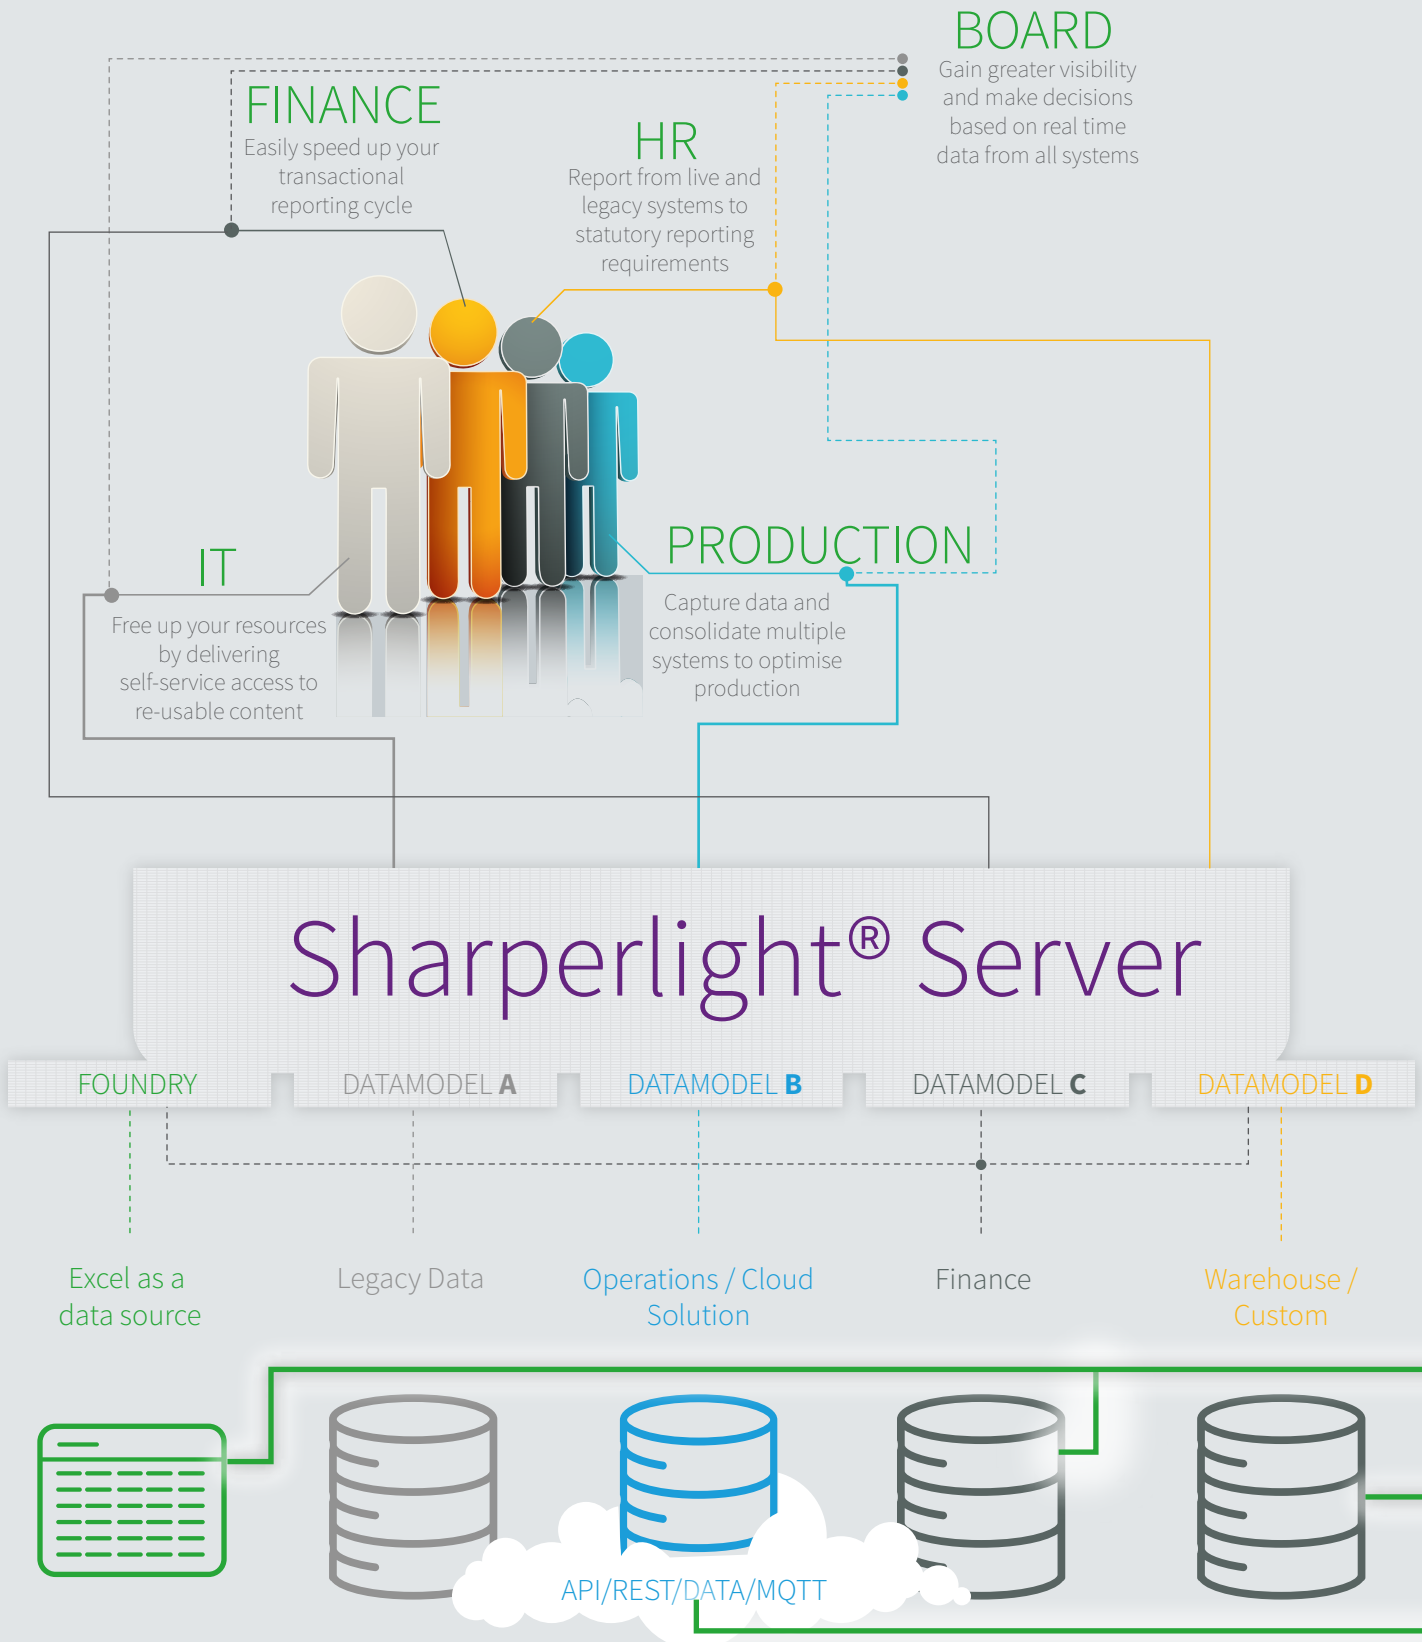 BOARD
Gain greater visibility
and make decisions
based on real time
data from all systems
FINANCE
Easily speed up your
transactional
reporting cycle
HR
Report from live and
legacy systems to
statutory reporting
requirements
IT
Free up your resources
by delivering
self-service access to
re-usable content
PRODUCTION
Capture data and
consolidate multiple
systems to optimise
production
Sharperlight® Server
FOUNDRY
DATAMODEL A
DATAMODEL B
DATAMODEL C
DATAMODEL D
Excel as a
data source
Legacy Data
Operations / Cloud
Solution
Finance
Warehouse /
Custom
API/REST/DATA/MQTT